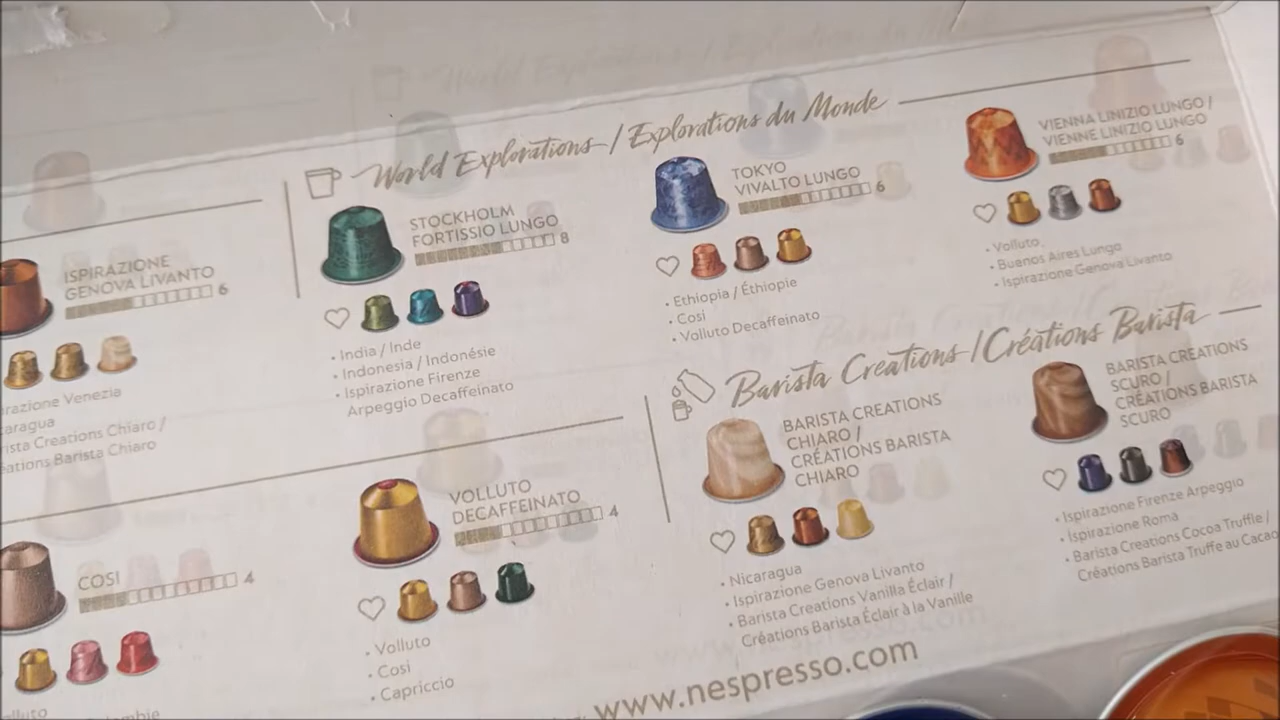 World Explorations / Explorations du Monde
ISPIRAZIONE
GENOVA LIVANTO
6
Venezia
Barista Creations Chiaro /
Créations Barista Chiaro
STOCKHOLM
FORTISSIO LUNGO
8
• India / Inde
• Indonesia / Indonésie
• Ispirazione Firenze
Arpeggio Decaffeinato
TOKYO
VIVALTO LUNGO
6
• Ethiopia / Éthiopie
• Cosi
• Volluto Decaffeinato
VIENNA LINIZIO LUNGO /
VIENNE LINIZIO LUNGO
6
• Volluto
• Buenos Aires Lungo
• Ispirazione Genova Livanto
COSI
4
VOLLUTO
DECAFFEINATO
4
• Volluto
• Cosi
• Capriccio
Barista Creations / Créations Barista
BARISTA CREATIONS
CHIARO /
CRÉATIONS BARISTA
CHIARO
• Nicaragua
• Ispirazione Genova Livanto
• Barista Creations Vanilla Éclair /
Créations Barista Éclair à la Vanille
BARISTA CREATIONS
SCURO /
CRÉATIONS BARISTA
SCURO
• Ispirazione Firenze Arpeggio
• Ispirazione Roma
• Barista Creations Cocoa Truffle /
Créations Barista Truffe au Cacao
www.nespresso.com